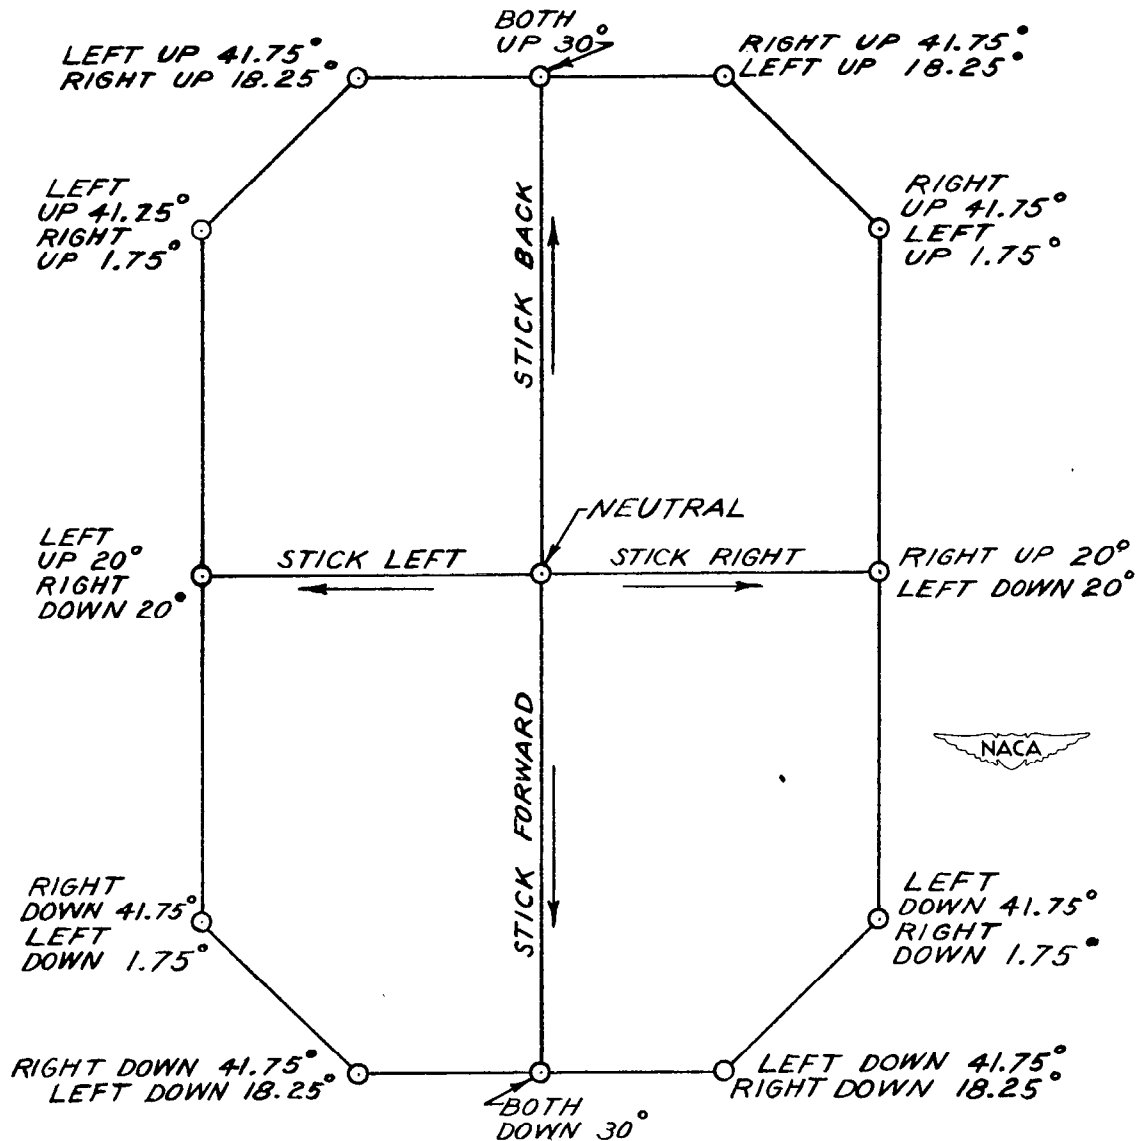 BOTH
UP 30°
LEFT UP 41.75°
RIGHT UP 18.25°
RIGHT UP 41.75°
LEFT UP 18.25°
LEFT
UP 41.75°
RIGHT
UP 1.75°
RIGHT
UP 41.75°
LEFT
UP 1.75°
STICK BACK
NEUTRAL
LEFT
UP 20°
RIGHT
DOWN 20°
STICK LEFT
STICK RIGHT
RIGHT UP 20°
LEFT DOWN 20°
STICK FORWARD
NACA
RIGHT
DOWN 41.75°
LEFT
DOWN 1.75°
LEFT
DOWN 41.75°
RIGHT
DOWN 1.75°
RIGHT DOWN 41.75°
LEFT DOWN 18.25°
LEFT DOWN 41.75°
RIGHT DOWN 18.25°
BOTH
DOWN 30°